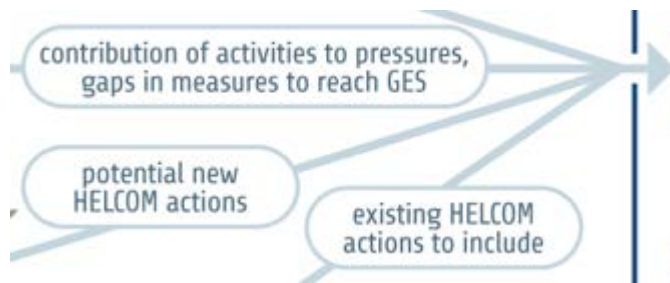 contribution of activities to pressures,
gaps in measures to reach GES
potential new
HELCOM actions
existing HELCOM
actions to include